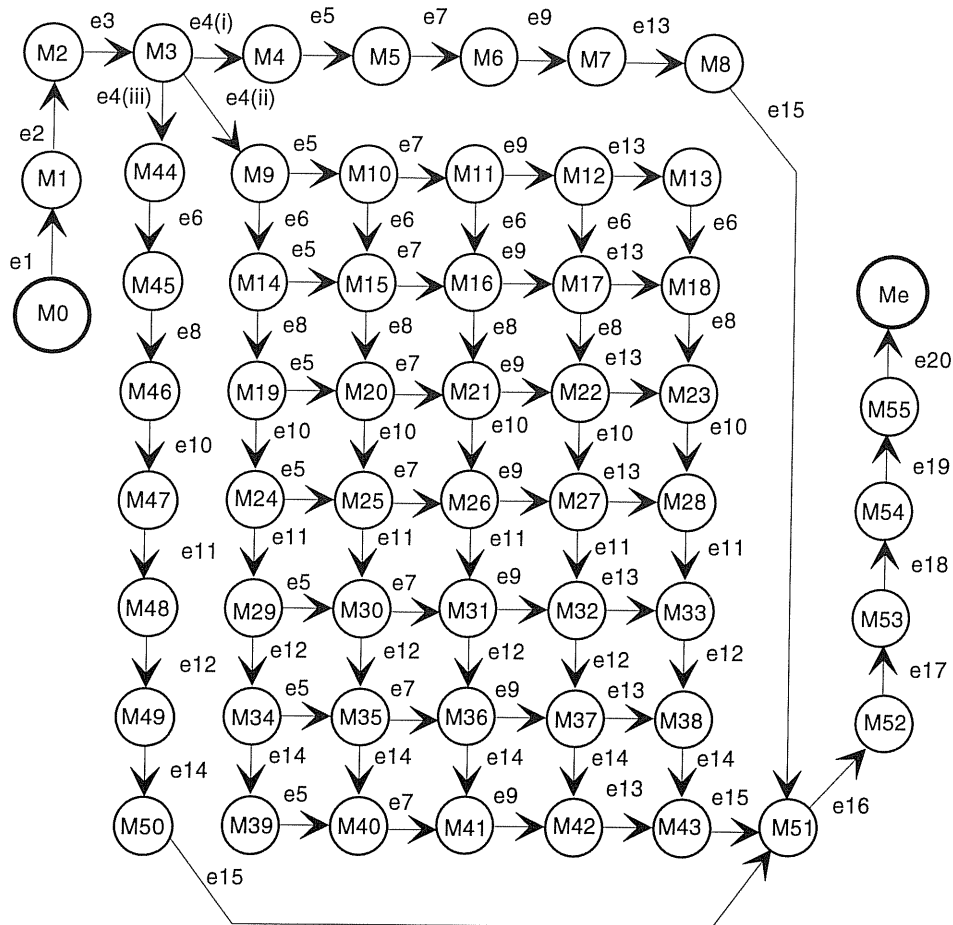 e3 e4(i) e5 e7 e9 e13
M2 M3 M4 M5 M6 M7 M8
e4(iii) e4(ii) e15
e2 e5 e7 e9 e13
M1 M44 M9 M10 M11 M12 M13
e6 e6 e6 e6 e6 e6
e1 e5 e7 e9 e13
M0 M45 M14 M15 M16 M17 M18 Me
e8 e8 e8 e8 e8 e8
e5 e7 e9 e13 e20
M46 M19 M20 M21 M22 M23 M55
e10 e10 e10 e10 e10 e10
e5 e7 e9 e13 e19
M47 M24 M25 M26 M27 M28 M54
e11 e11 e11 e11 e11 e11
e5 e7 e9 e13 e18
M48 M29 M30 M31 M32 M33 M53
e12 e12 e12 e12 e12 e12
e5 e7 e9 e13 e17
M49 M34 M35 M36 M37 M38 M52
e14 e14 e14 e14 e14 e14
e5 e7 e9 e13 e15 e16
M50 M39 M40 M41 M42 M43 M51
e15